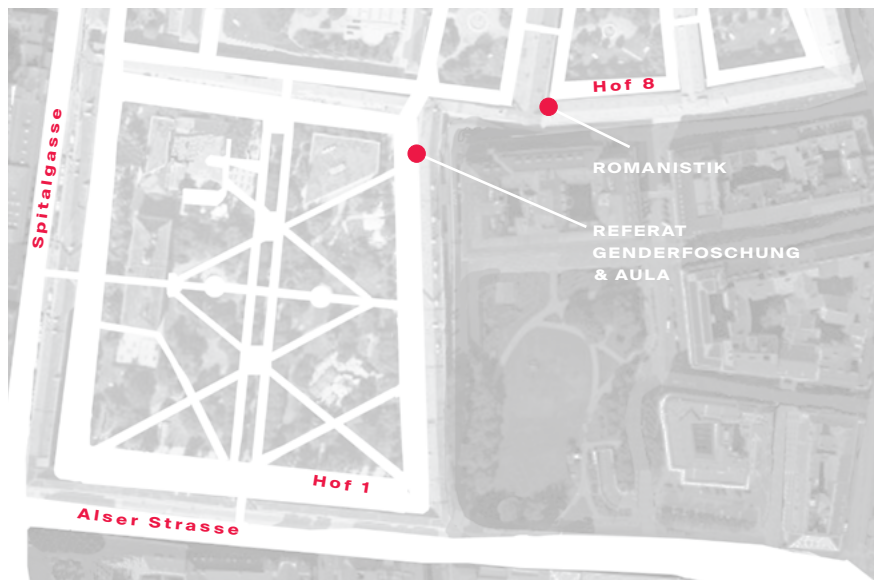 Hof 8
Spitalgasse
ROMANISTIK
REFERAT
GENDERFOSCHUNG
& AULA
Hof 1
Alser Strasse